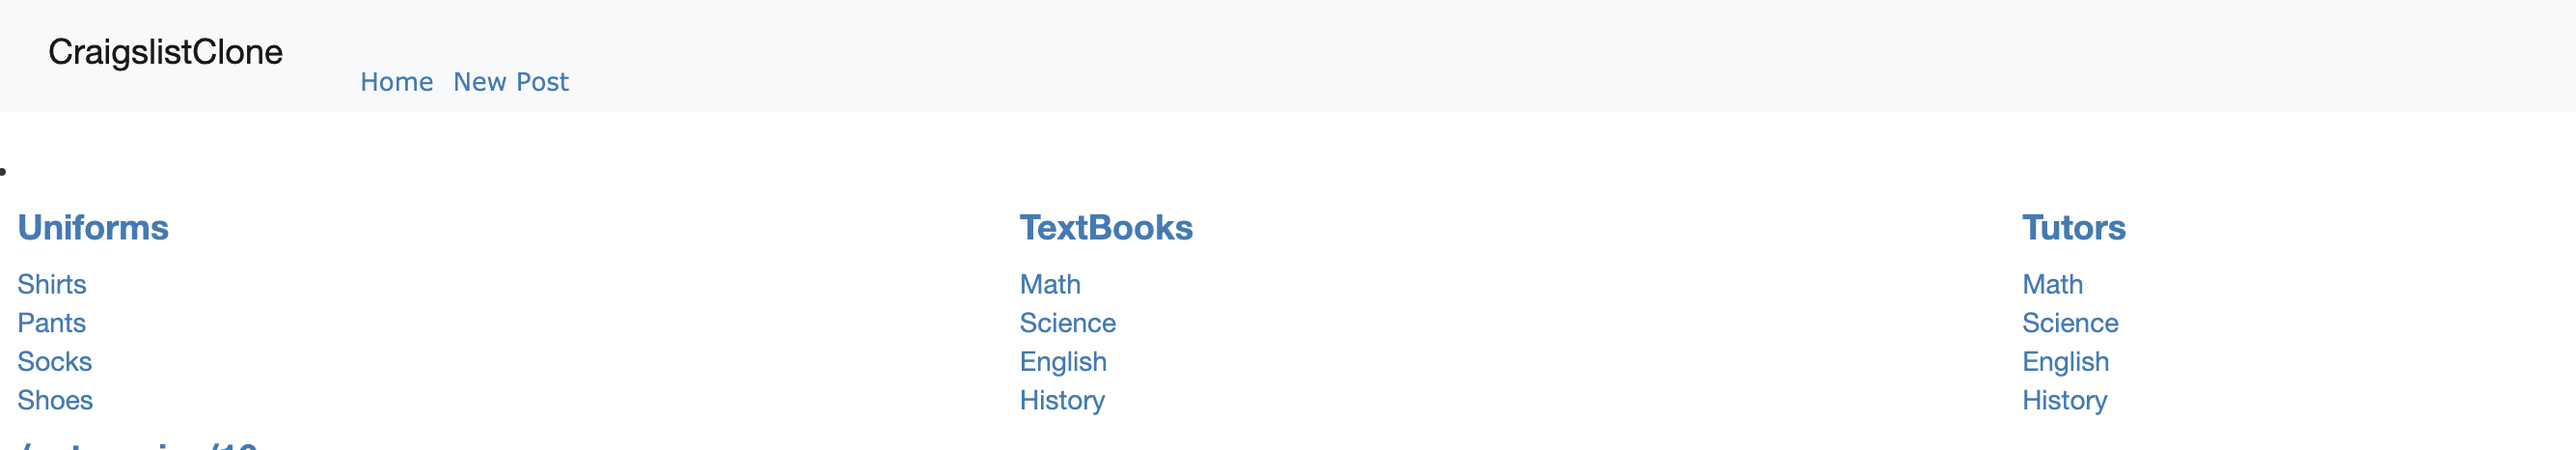 CraigslistClone
Home New Post
Uniforms
Shirts
Pants
Socks
Shoes
TextBooks
Math
Science
English
History
Tutors
Math
Science
English
History